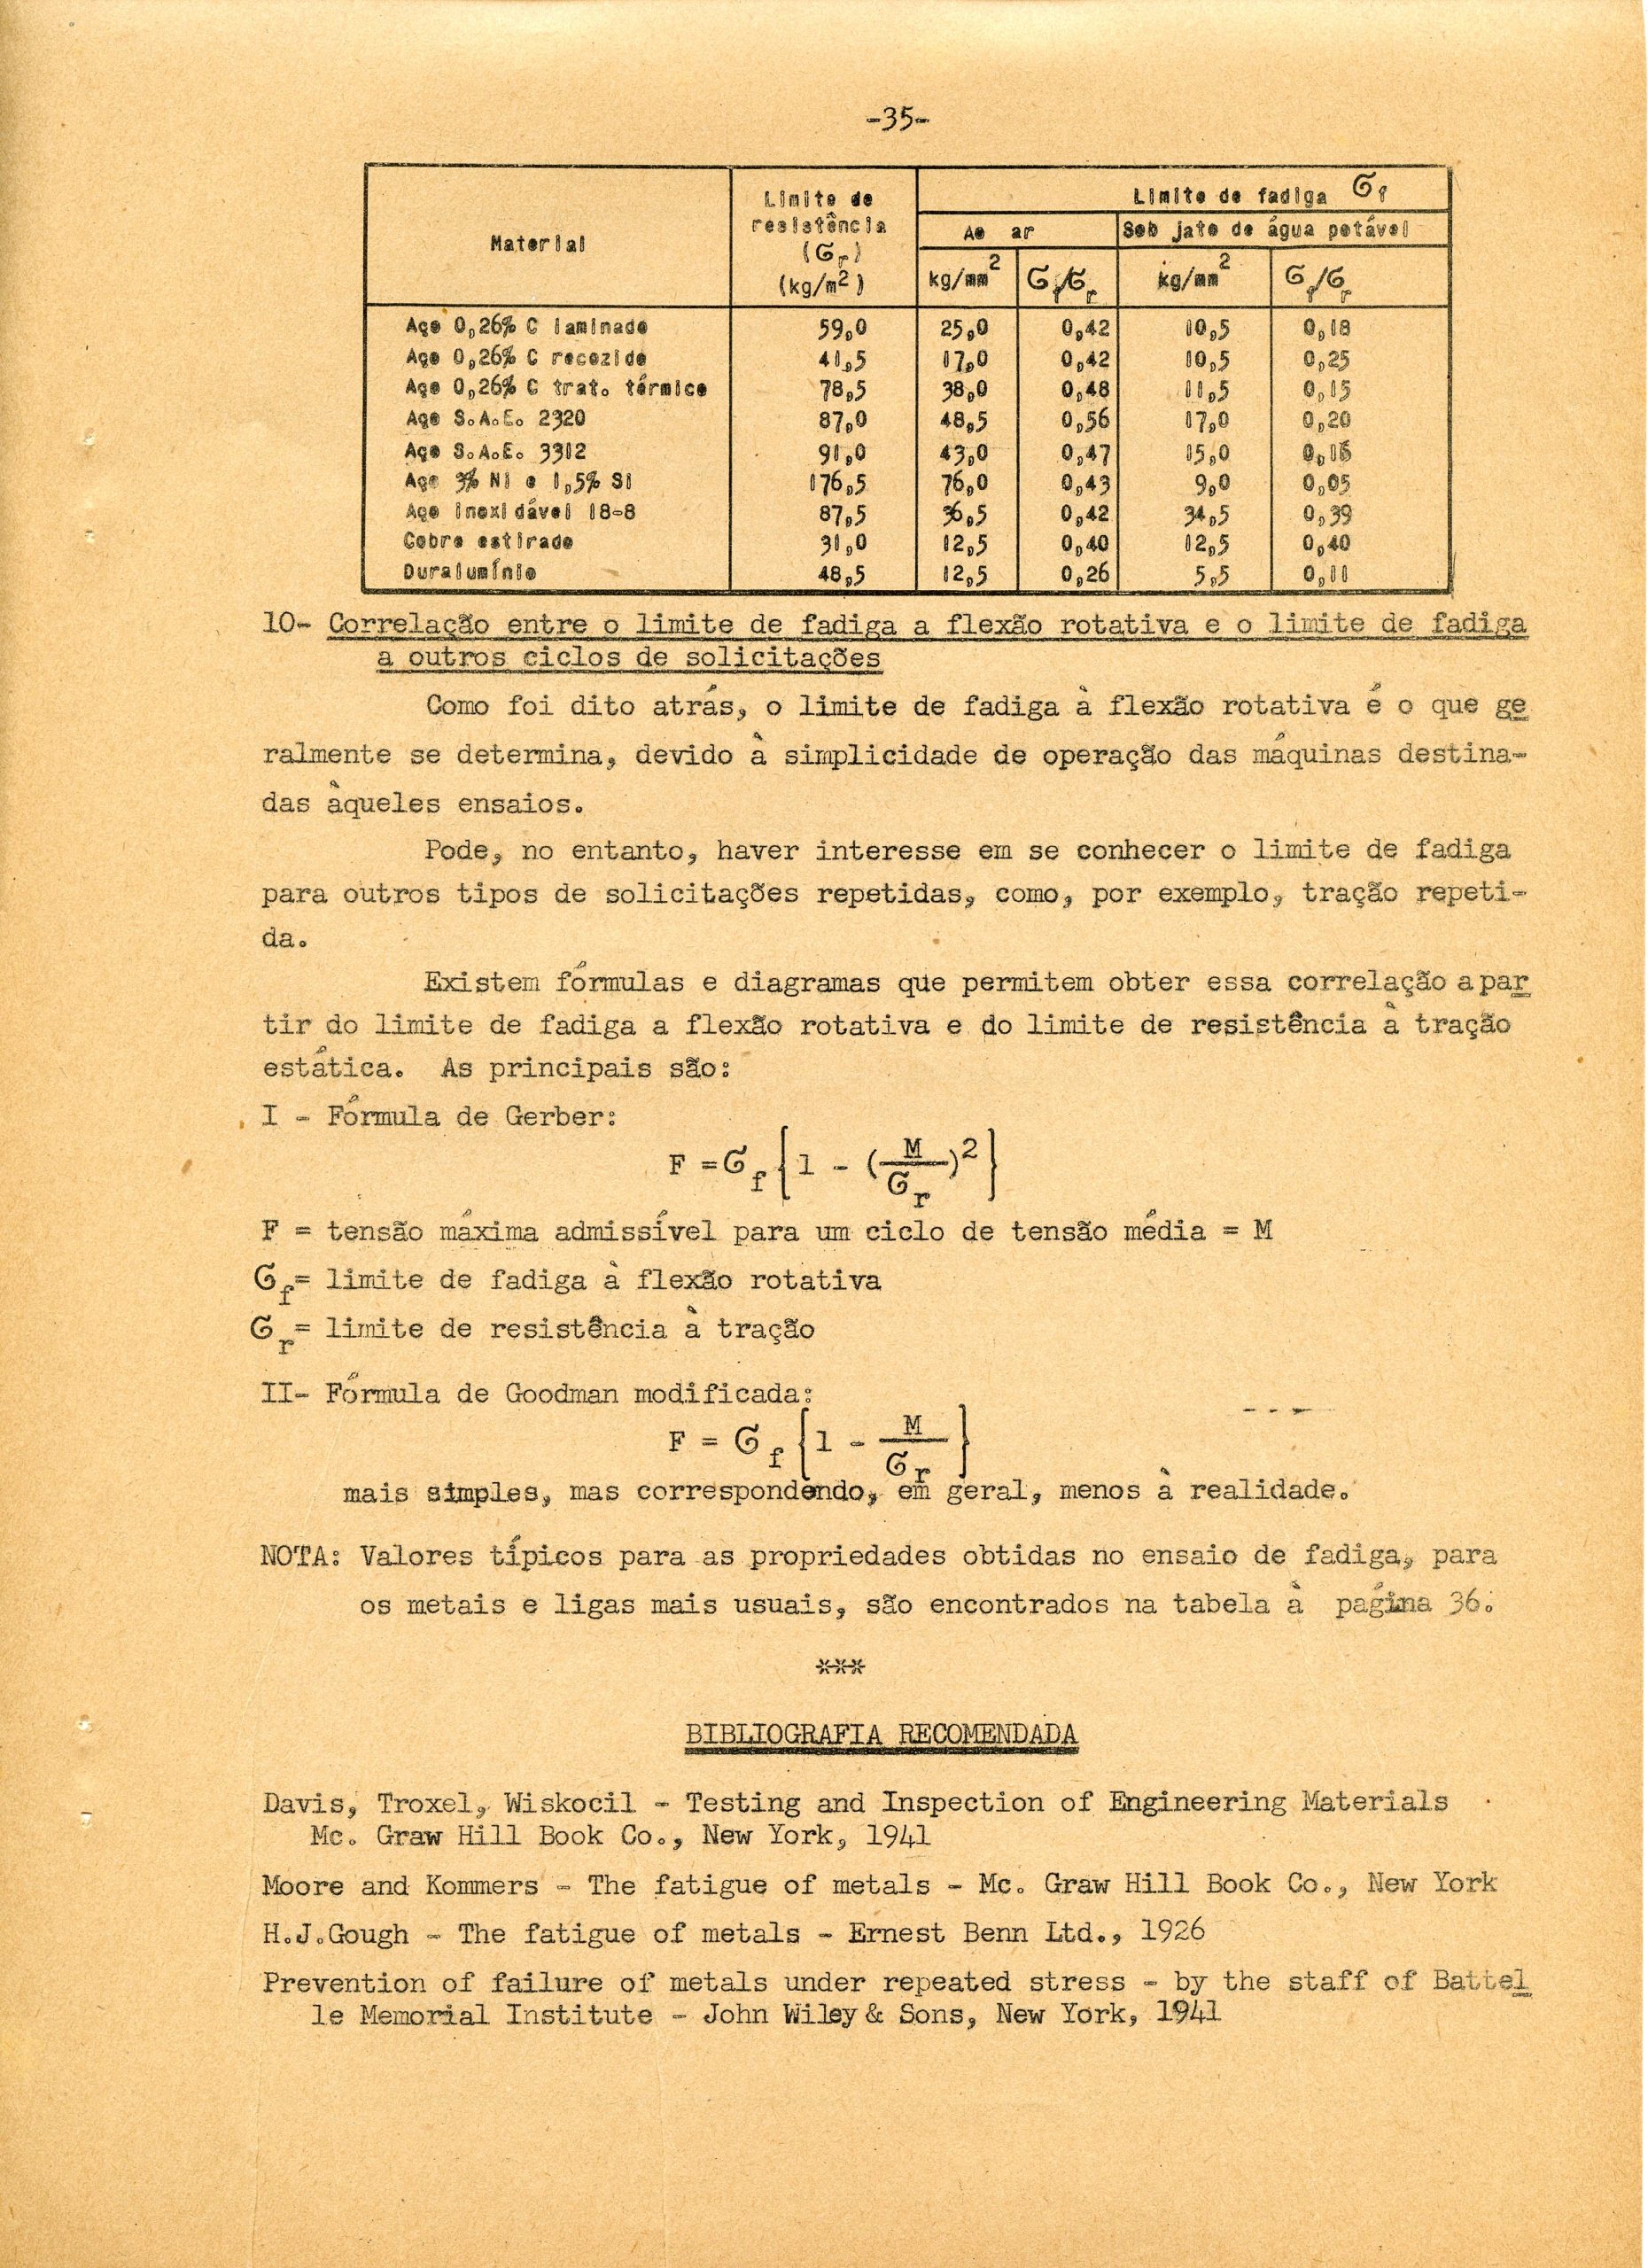 -35-
Material | Limite de resistência (σr) (kg/m²) | Limite de fadiga σf
Ao ar | Sob jato de água potável
kg/mm² | σf/σr | kg/mm² | σf/σr
Aço 0,26% C laminado 59,0 25,0 0,42 10,5 0,18
Aço 0,26% C recozido 41,5 17,0 0,42 10,5 0,25
Aço 0,26% C trat. térmico 78,5 38,0 0,48 11,5 0,15
Aço S.A.E. 2320 87,0 48,5 0,56 17,0 0,20
Aço S.A.E. 3312 91,0 43,0 0,47 15,0 0,16
Aço 3% Ni e 1,5% Si 176,5 76,0 0,43 9,0 0,05
Aço inoxidável 18-8 87,5 36,5 0,42 34,5 0,39
Cobre estirado 31,0 12,5 0,40 12,5 0,40
Duralumínio 48,5 12,5 0,26 5,5 0,11
10- Correlação entre o limite de fadiga a flexão rotativa e o limite de fadiga
a outros ciclos de solicitações
Como foi dito atrás, o limite de fadiga à flexão rotativa é o que ge
ralmente se determina, devido à simplicidade de operação das máquinas destina-
das àqueles ensaios.
Pode, no entanto, haver interesse em se conhecer o limite de fadiga
para outros tipos de solicitações repetidas, como, por exemplo, tração repeti-
da.
Existem fórmulas e diagramas que permitem obter essa correlação a par
tir do limite de fadiga a flexão rotativa e do limite de resistência à tração
estática. As principais são:
I - Fórmula de Gerber:
F = σf {1 - (M/σr)²}
F = tensão máxima admissível para um ciclo de tensão média = M
σf = limite de fadiga à flexão rotativa
σr = limite de resistência à tração
II- Fórmula de Goodman modificada:
F = σf {1 - M/σr}
mais simples, mas correspondendo, em geral, menos à realidade.
NOTA: Valores típicos para as propriedades obtidas no ensaio de fadiga, para
os metais e ligas mais usuais, são encontrados na tabela à página 36.
***
BIBLIOGRAFIA RECOMENDADA
Davis, Troxel, Wiskocil - Testing and Inspection of Engineering Materials
Mc. Graw Hill Book Co., New York, 1941
Moore and Kommers - The fatigue of metals - Mc. Graw Hill Book Co., New York
H.J.Gough - The fatigue of metals - Ernest Benn Ltd., 1926
Prevention of failure of metals under repeated stress - by the staff of Battel
le Memorial Institute - John Wiley & Sons, New York, 1941